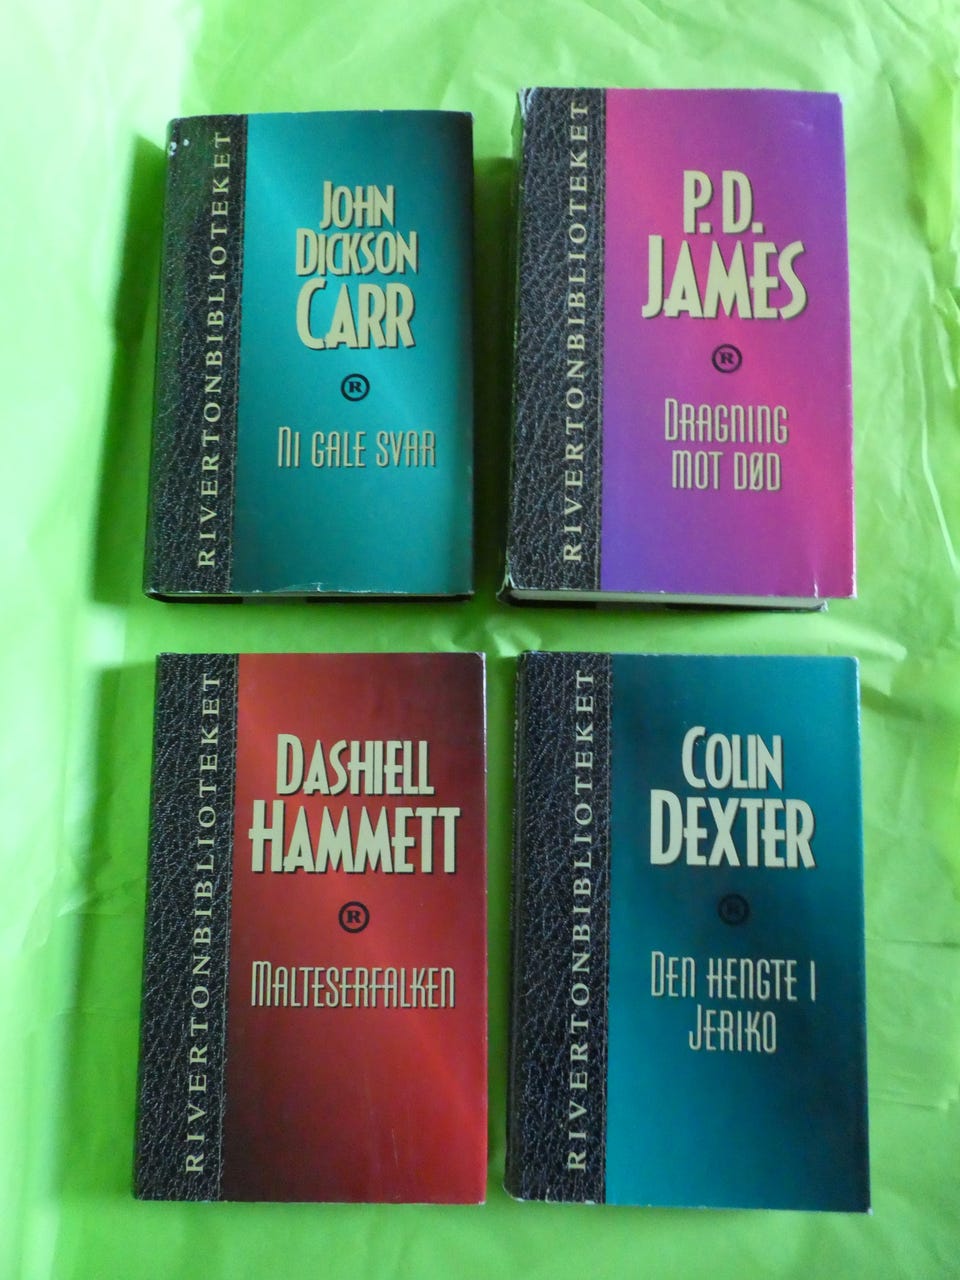 RIVERTONBIBLIOTEKET
JOHN
DICKSON
CARR
R
NI GALE SVAR
RIVERTONBIBLIOTEKET
P.D.
JAMES
R
DRAGNING
MOT DØD
RIVERTONBIBLIOTEKET
DASHIELL
HAMMETT
R
MALTESERFALKEN
RIVERTONBIBLIOTEKET
COLIN
DEXTER
R
DEN HENGTE I
JERIKO